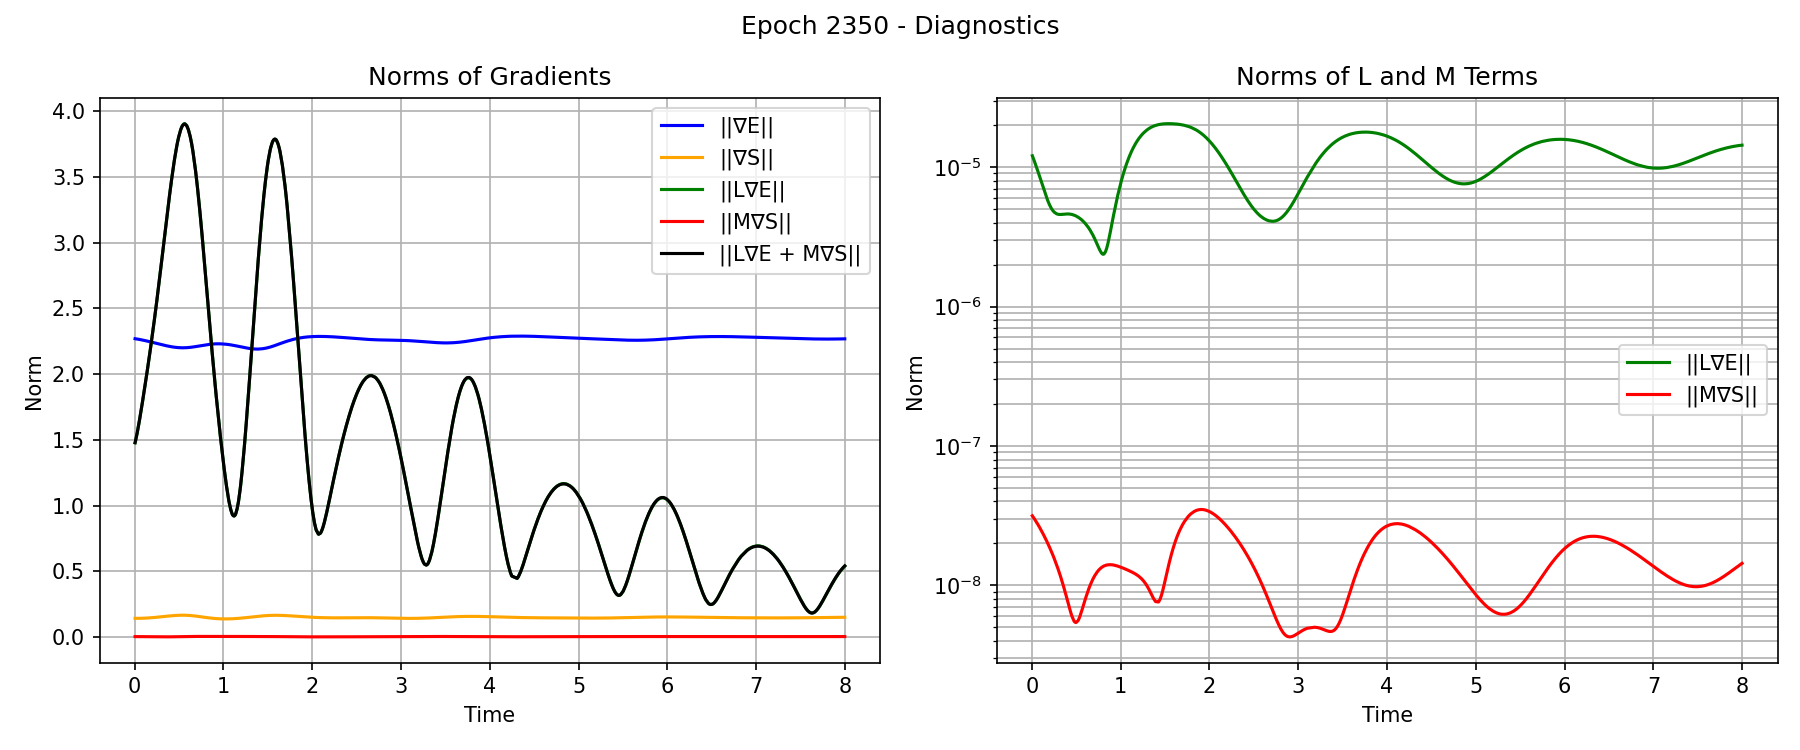 Epoch 2350 - Diagnostics
Norms of Gradients
Norm
4.0
3.5
3.0
2.5
2.0
1.5
1.0
0.5
0.0
||∇E||
||∇S||
||L∇E||
||M∇S||
||L∇E + M∇S||
0 1 2 3 4 5 6 7 8
Time
Norms of L and M Terms
Norm
10⁻⁵
10⁻⁶
10⁻⁷
10⁻⁸
||L∇E||
||M∇S||
0 1 2 3 4 5 6 7 8
Time